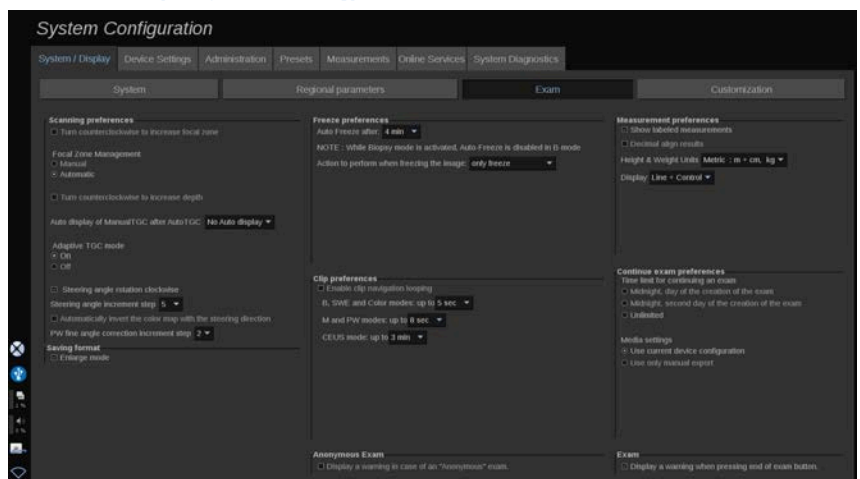 System Configuration
System / Display Device Settings Administration Presets Measurements Online Services System Diagnostics
System Regional parameters Exam Customization
Scanning preferences
Turn counterclockwise to increase focal zone
Focal Zone Management
Manual
Automatic
Turn counterclockwise to increase depth
Auto display of ManualTGC after AutoTGC No Auto display
Adaptive TGC mode
On
Off
Steering angle rotation clockwise
Steering angle increment step 5
Automatically invert the color map with the steering direction
PW fine angle correction increment step 2
Saving format
Enlarge mode
Freeze preferences
Auto Freeze after: 4 min
NOTE : While Biopsy mode is activated, Auto-Freeze is disabled in B mode
Action to perform when freezing the image: only freeze
Clip preferences
Enable clip navigation looping
B, SWE and Color modes: up to 5 sec
M and PW modes: up to 8 sec
CEUS mode: up to 3 min
Anonymous Exam
Display a warning in case of an "Anonymous" exam.
Measurement preferences
Show labeled measurements
Decimal align results
Height & Weight Units Metric : m + cm, kg
Display Line + Control
Continue exam preferences
Time limit for continuing an exam
Midnight, day of the creation of the exam
Midnight, second day of the creation of the exam
Unlimited
Media settings
Use current device configuration
Use only manual export
Exam
Display a warning when pressing end of exam button.